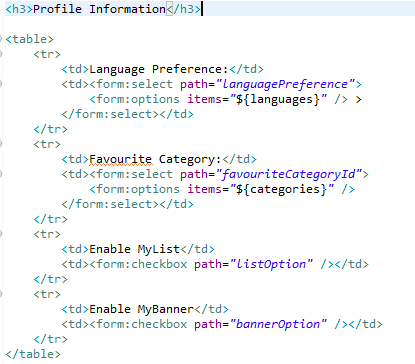 <h3>Profile Information</h3>
<table>
<tr>
<td>Language Preference:</td>
<td><form:select path="languagePreference">
<form:options items="${languages}" /> >
</form:select></td>
</tr>
<tr>
<td>Favourite Category:</td>
<td><form:select path="favouriteCategoryId">
<form:options items="${categories}" />
</form:select></td>
</tr>
<tr>
<td>Enable MyList</td>
<td><form:checkbox path="listOption" /></td>
</tr>
<tr>
<td>Enable MyBanner</td>
<td><form:checkbox path="bannerOption" /></td>
</tr>
</table>